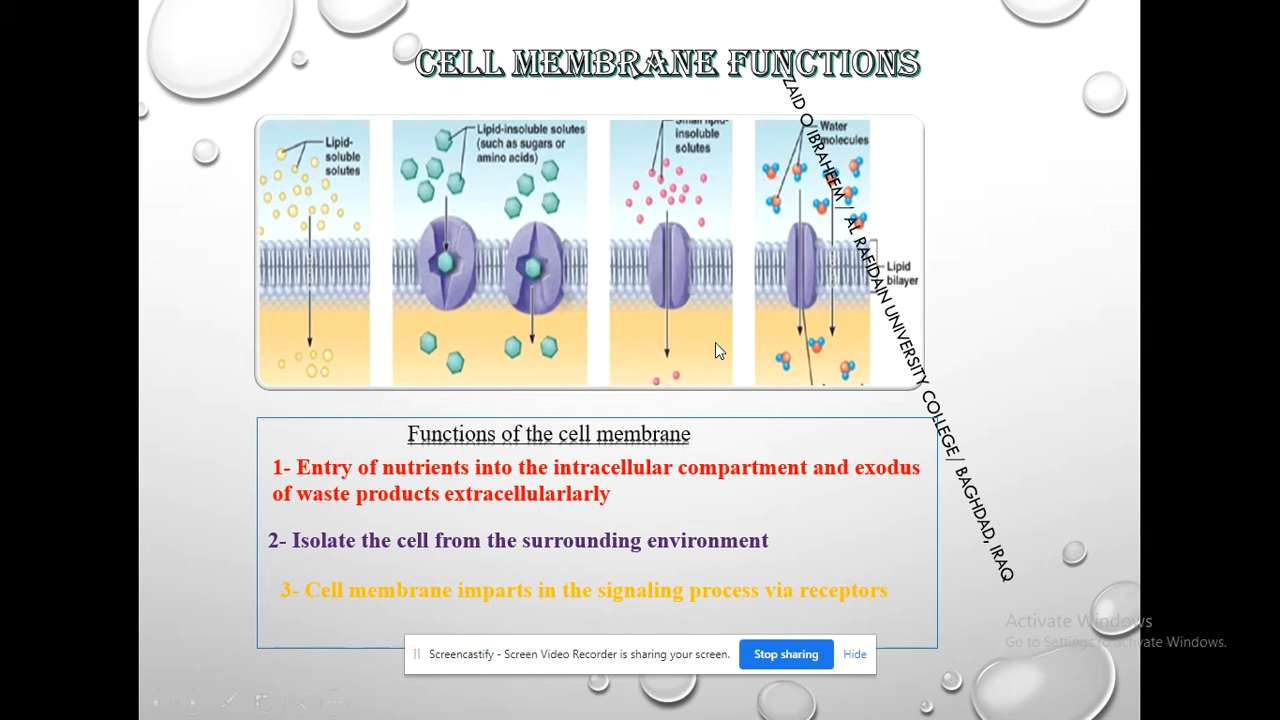 CELL MEMBRANE FUNCTIONS
Lipid-
soluble
solutes
Lipid-insoluble solutes
(such as sugars or
amino acids)
Small lipid-
insoluble
solutes
Water
molecules
Lipid
bilayer
ZAID O IBRAHEEM / AL RAFIDAIN UNIVERSITY COLLEGE/ BAGHDAD, IRAQ
Functions of the cell membrane
1- Entry of nutrients into the intracellular compartment and exodus
of waste products extracellularlarly
2- Isolate the cell from the surrounding environment
3- Cell membrane imparts in the signaling process via receptors
Activate Windows
Go to Settings to activate Windows.
Screencastify - Screen Video Recorder is sharing your screen.
Stop sharing
Hide